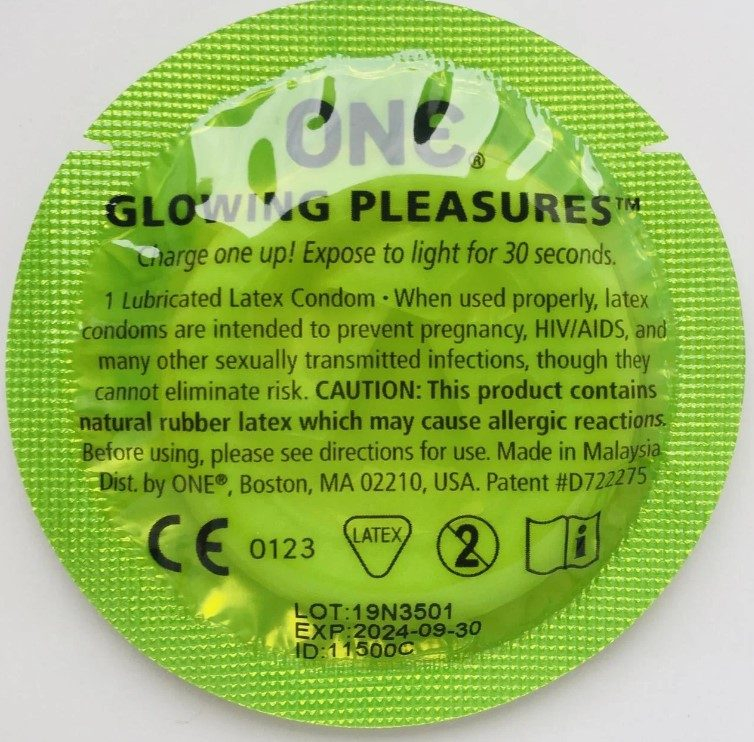 ONE®
GLOWING PLEASURES™
Charge one up! Expose to light for 30 seconds.
1 Lubricated Latex Condom • When used properly, latex
condoms are intended to prevent pregnancy, HIV/AIDS, and
many other sexually transmitted infections, though they
cannot eliminate risk. CAUTION: This product contains
natural rubber latex which may cause allergic reactions.
Before using, please see directions for use. Made in Malaysia
Dist. by ONE®, Boston, MA 02210, USA. Patent #D722275
CE 0123 LATEX 2 i
LOT:19N3501
EXP:2024-09-30
ID:11500C